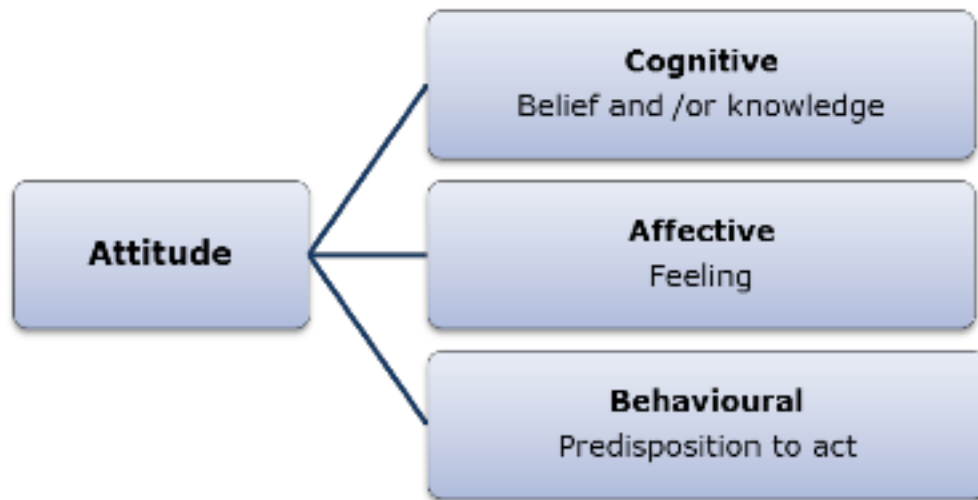 Cognitive
Belief and /or knowledge
Attitude
Affective
Feeling
Behavioural
Predisposition to act